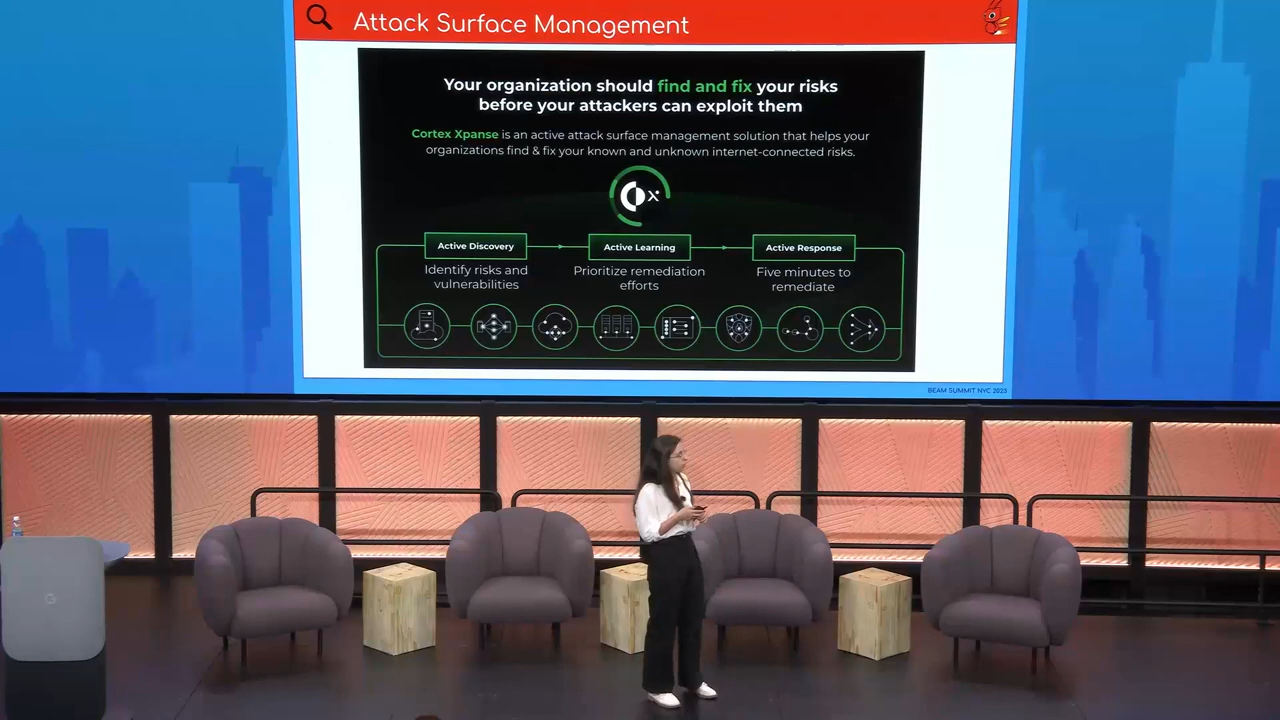 Attack Surface Management
Your organization should find and fix your risks
before your attackers can exploit them
Cortex Xpanse is an active attack surface management solution that helps your
organizations find & fix your known and unknown internet-connected risks.
X
Active Discovery
Active Learning
Active Response
Identify risks and
vulnerabilities
Prioritize remediation
efforts
Five minutes to
remediate
BEAM SUMMIT NYC 2023
G